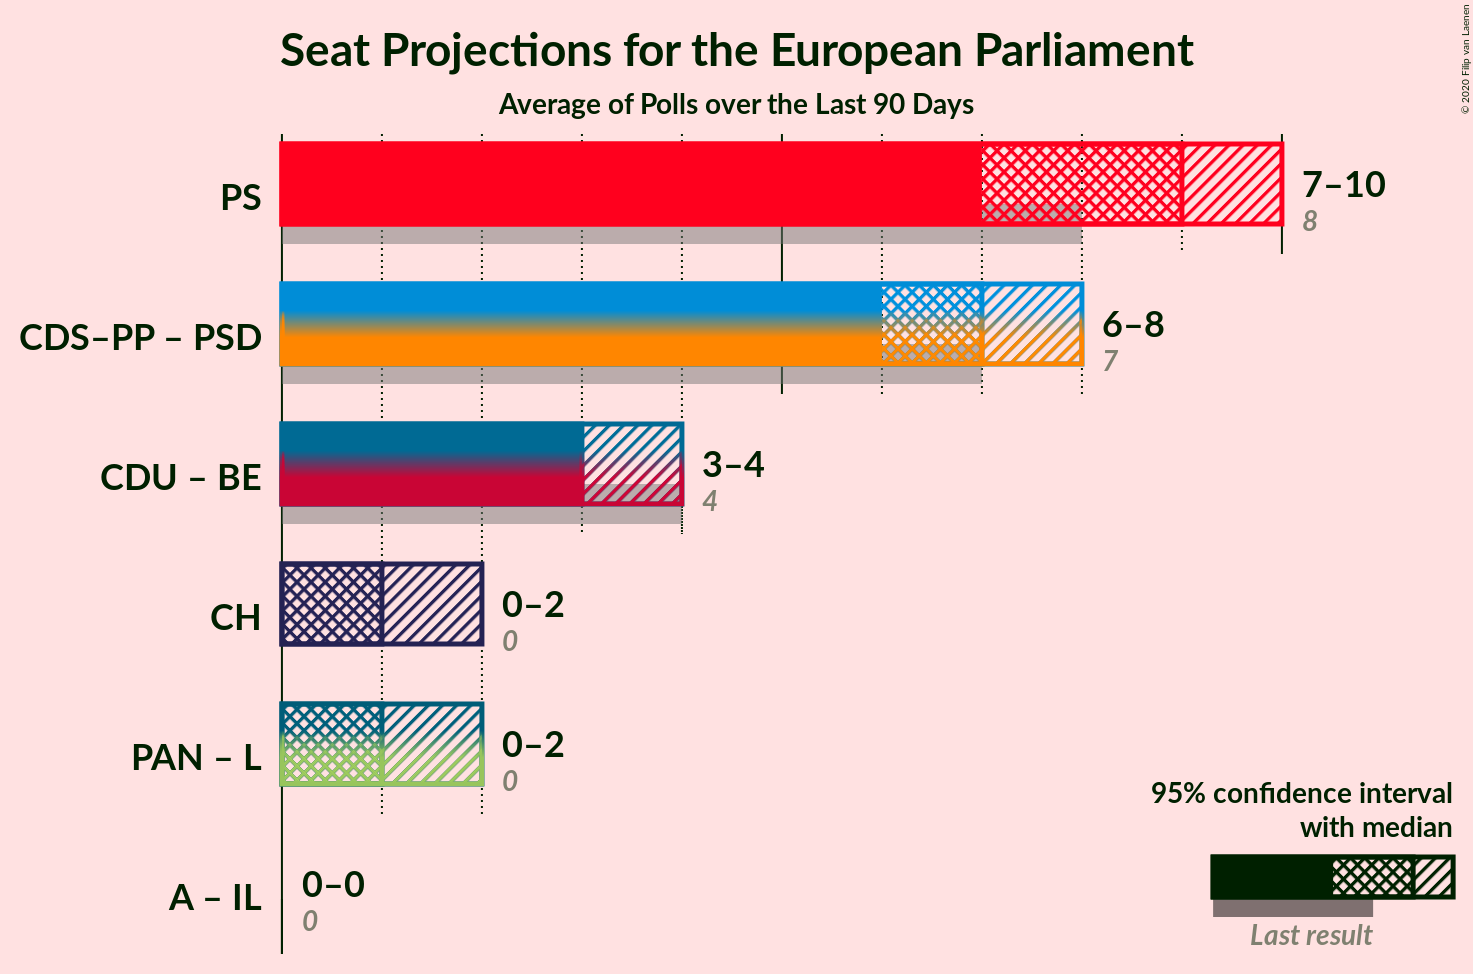 Seat Projections for the European Parliament
Average of Polls over the Last 90 Days
© 2020 Filip van Laenen
PS
7–10
8
CDS–PP – PSD
6–8
7
CDU – BE
3–4
4
CH
0–2
0
PAN – L
0–2
0
A – IL
0–0
0
95% confidence interval
with median
Last result